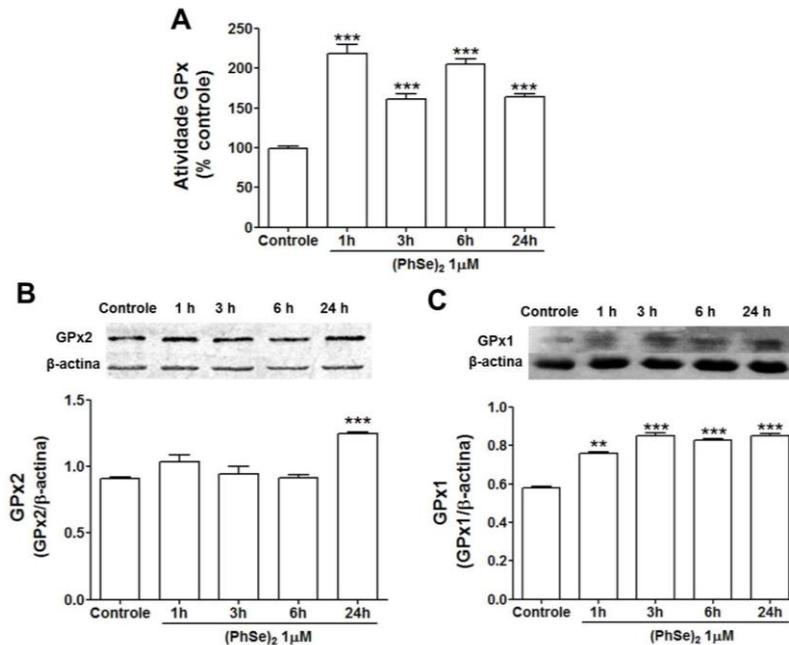 A
Atividade GPx
(% controle)
250
200
150
100
50
0
***
***
***
***
Controle 1h 3h 6h 24h
(PhSe)₂ 1μM
B
Controle 1 h 3 h 6 h 24 h
GPx2
β-actina
GPx2
(GPx2/β-actina)
1.5
1.0
0.5
0.0
***
Controle 1h 3h 6h 24h
(PhSe)₂ 1μM
C
Controle 1 h 3 h 6 h 24 h
GPx1
β-actina
GPx1
(GPx1/β-actina)
1.0
0.8
0.6
0.4
0.2
0.0
**
***
***
***
Controle 1h 3h 6h 24h
(PhSe)₂ 1μM